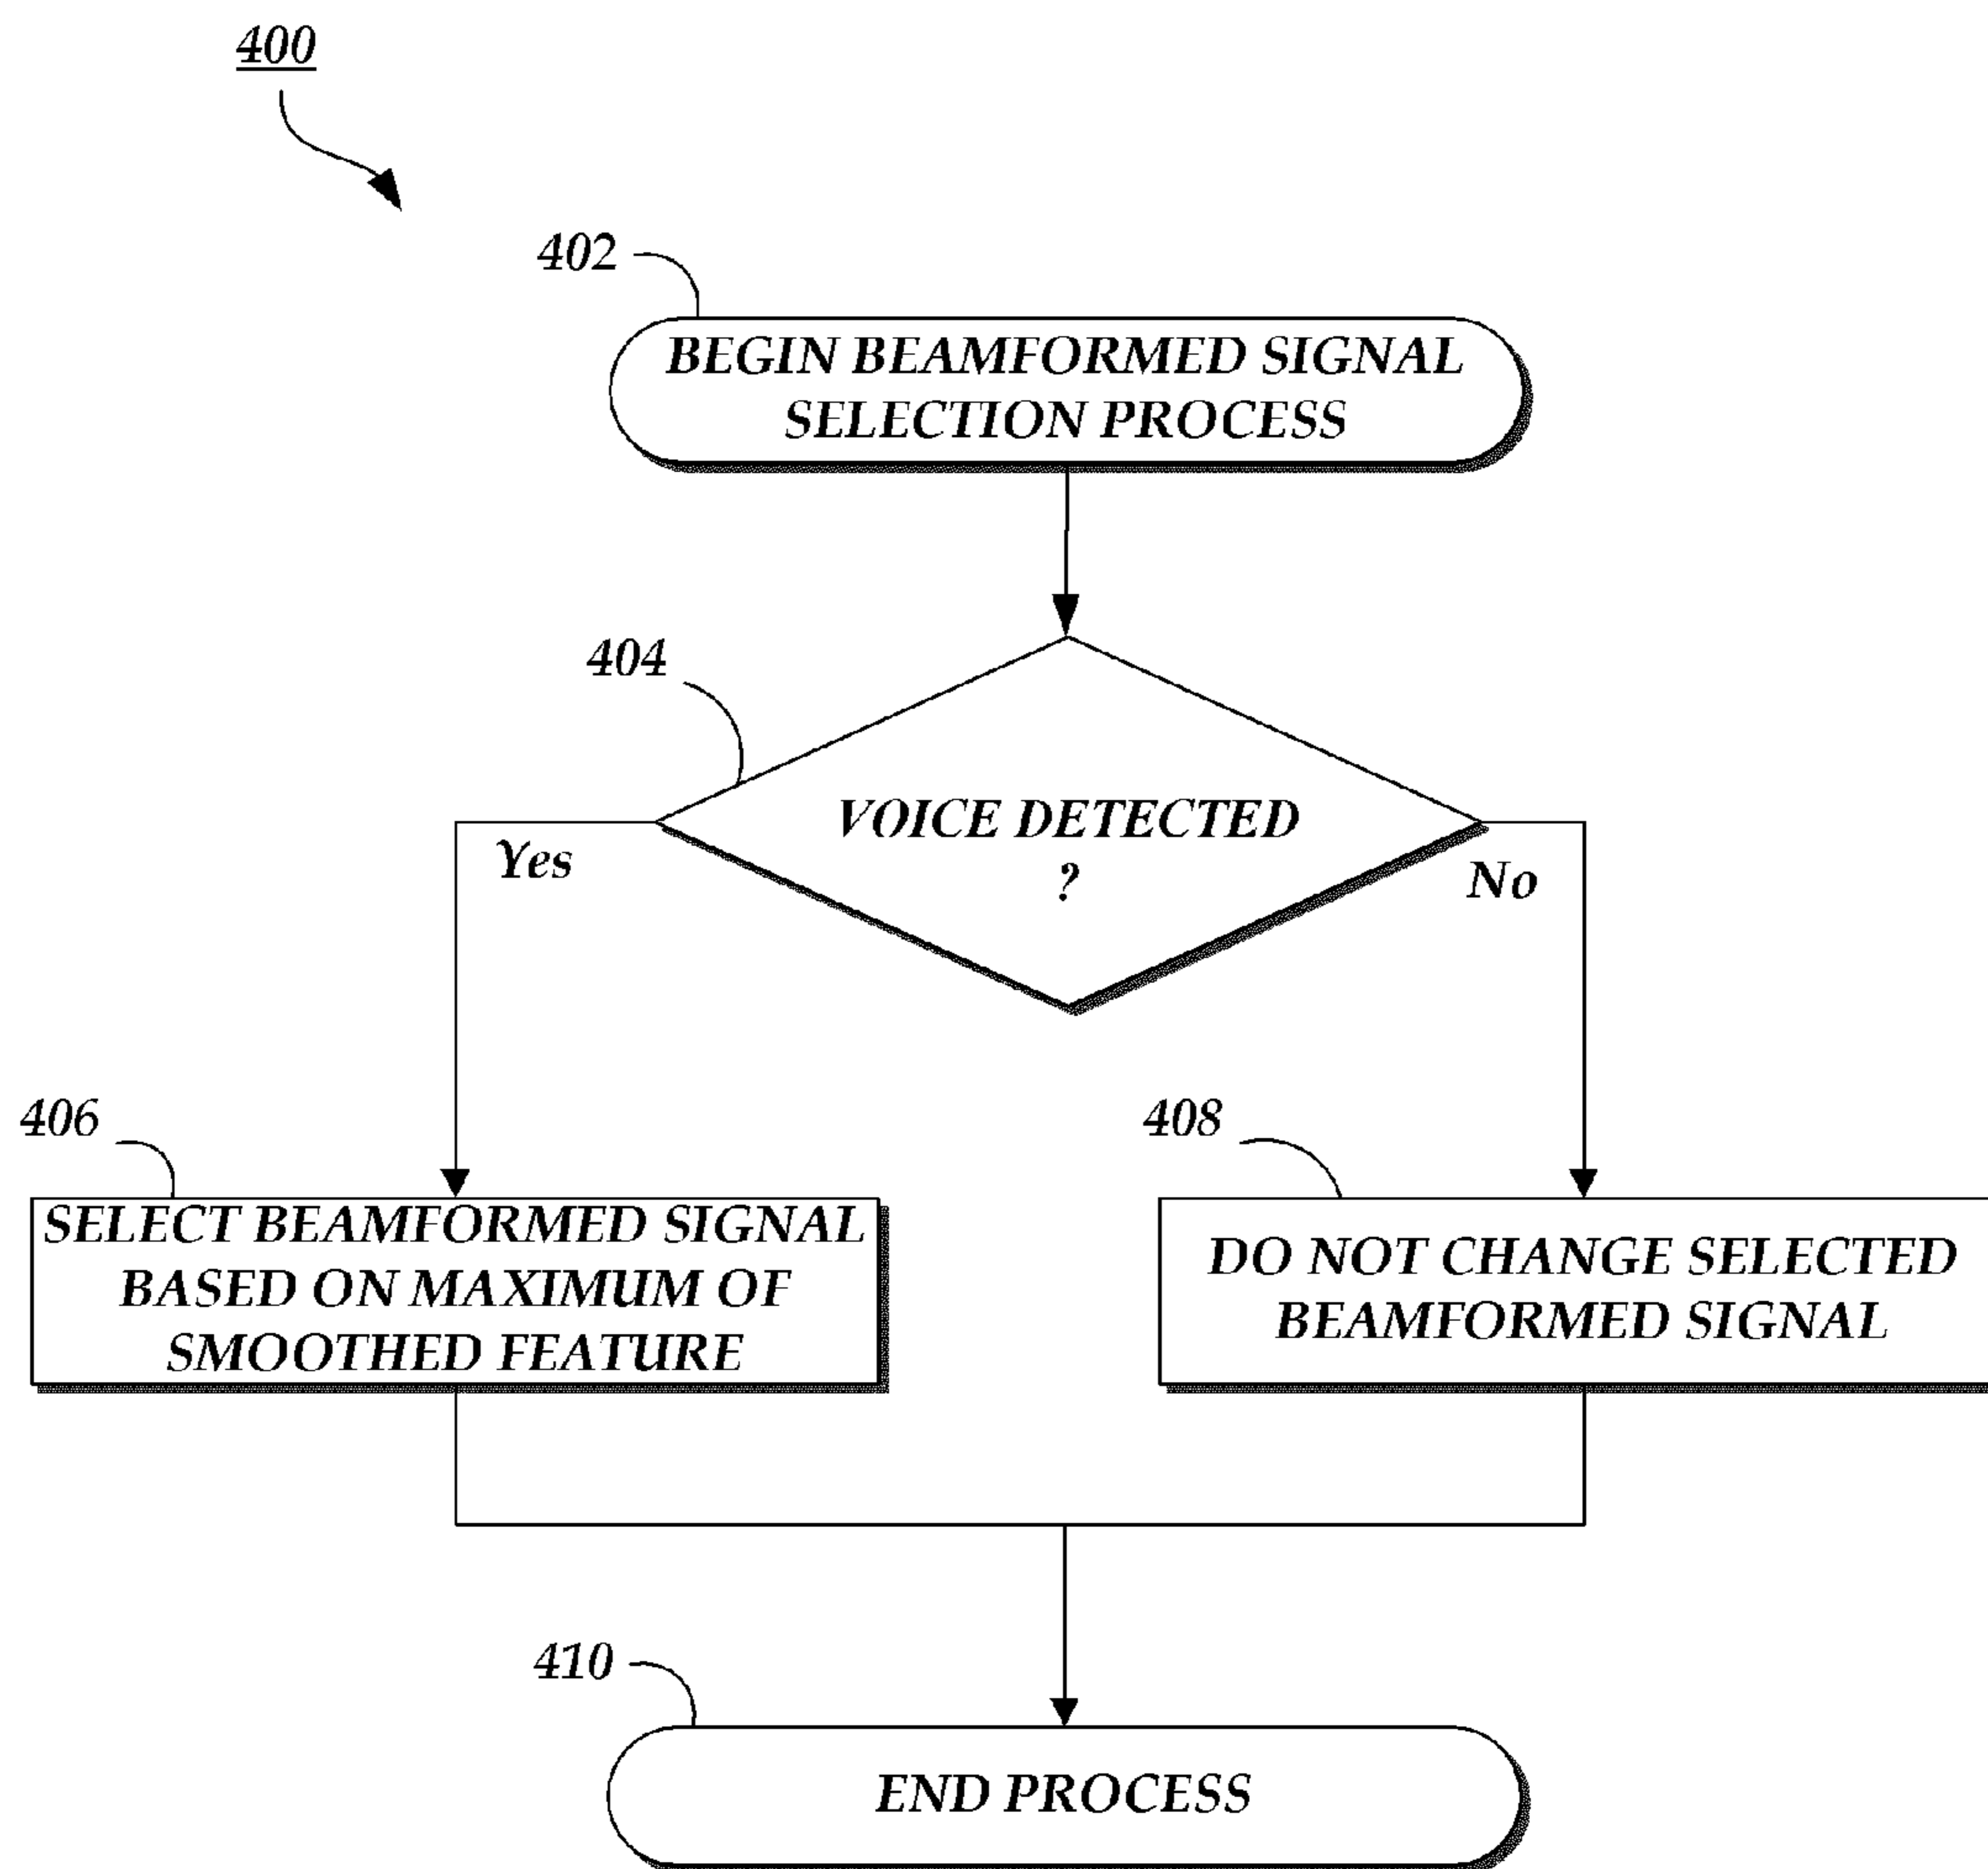 400
402
BEGIN BEAMFORMED SIGNAL
SELECTION PROCESS
404
VOICE DETECTED
?
Yes
No
406
SELECT BEAMFORMED SIGNAL
BASED ON MAXIMUM OF
SMOOTHED FEATURE
408
DO NOT CHANGE SELECTED
BEAMFORMED SIGNAL
410
END PROCESS